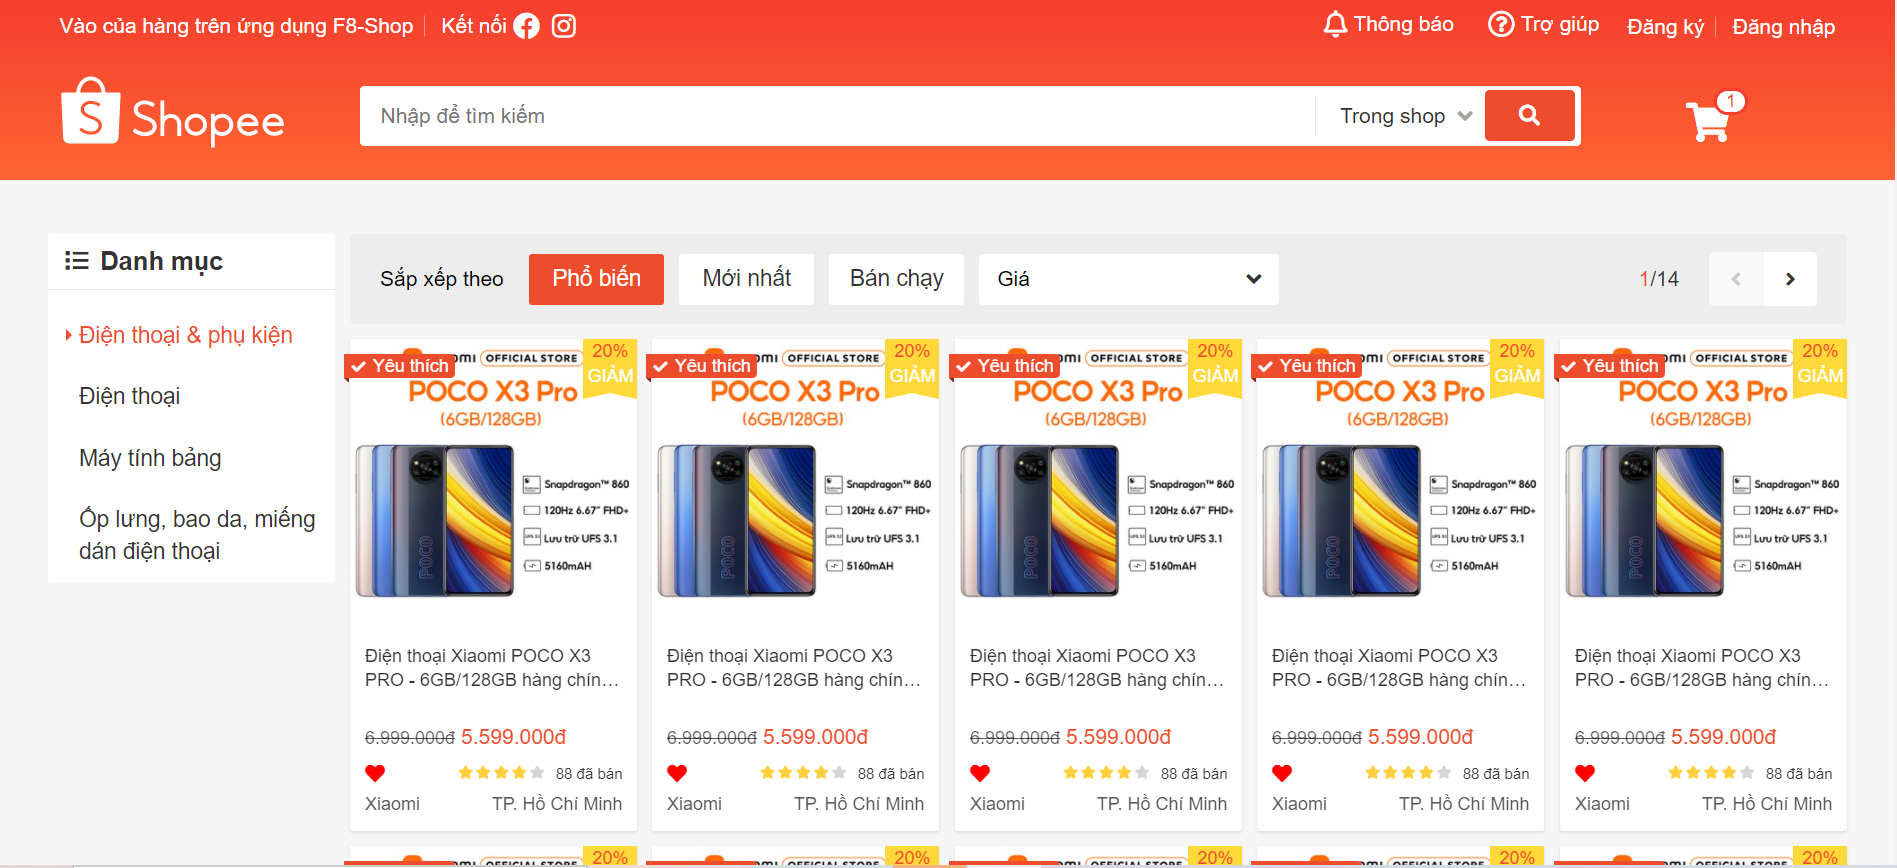 Vào của hàng trên ứng dụng F8-Shop
Kết nối
Thông báo
Trợ giúp
Đăng ký
Đăng nhập
S Shopee
Nhập để tìm kiếm
Trong shop
1
Danh mục
Điện thoại & phụ kiện
Điện thoại
Máy tính bảng
Ốp lưng, bao da, miếng
dán điện thoại
Sắp xếp theo
Phổ biến
Mới nhất
Bán chạy
Giá
1/14
Yêu thích
OFFICIAL STORE
20%
GIẢM
POCO X3 Pro
(6GB/128GB)
Snapdragon™ 860
120Hz 6.67" FHD+
Lưu trữ UFS 3.1
5160mAH
POCO
Điện thoại Xiaomi POCO X3
PRO - 6GB/128GB hàng chín...
6.999.000đ 5.599.000đ
88 đã bán
Xiaomi
TP. Hồ Chí Minh
Yêu thích
OFFICIAL STORE
20%
GIẢM
POCO X3 Pro
(6GB/128GB)
Snapdragon™ 860
120Hz 6.67" FHD+
Lưu trữ UFS 3.1
5160mAH
POCO
Điện thoại Xiaomi POCO X3
PRO - 6GB/128GB hàng chín...
6.999.000đ 5.599.000đ
88 đã bán
Xiaomi
TP. Hồ Chí Minh
Yêu thích
OFFICIAL STORE
20%
GIẢM
POCO X3 Pro
(6GB/128GB)
Snapdragon™ 860
120Hz 6.67" FHD+
Lưu trữ UFS 3.1
5160mAH
POCO
Điện thoại Xiaomi POCO X3
PRO - 6GB/128GB hàng chín...
6.999.000đ 5.599.000đ
88 đã bán
Xiaomi
TP. Hồ Chí Minh
Yêu thích
OFFICIAL STORE
20%
GIẢM
POCO X3 Pro
(6GB/128GB)
Snapdragon™ 860
120Hz 6.67" FHD+
Lưu trữ UFS 3.1
5160mAH
POCO
Điện thoại Xiaomi POCO X3
PRO - 6GB/128GB hàng chín...
6.999.000đ 5.599.000đ
88 đã bán
Xiaomi
TP. Hồ Chí Minh
Yêu thích
OFFICIAL STORE
20%
GIẢM
POCO X3 Pro
(6GB/128GB)
Snapdragon™ 860
120Hz 6.67" FHD+
Lưu trữ UFS 3.1
5160mAH
POCO
Điện thoại Xiaomi POCO X3
PRO - 6GB/128GB hàng chín...
6.999.000đ 5.599.000đ
88 đã bán
Xiaomi
TP. Hồ Chí Minh
20%
20%
20%
20%
20%